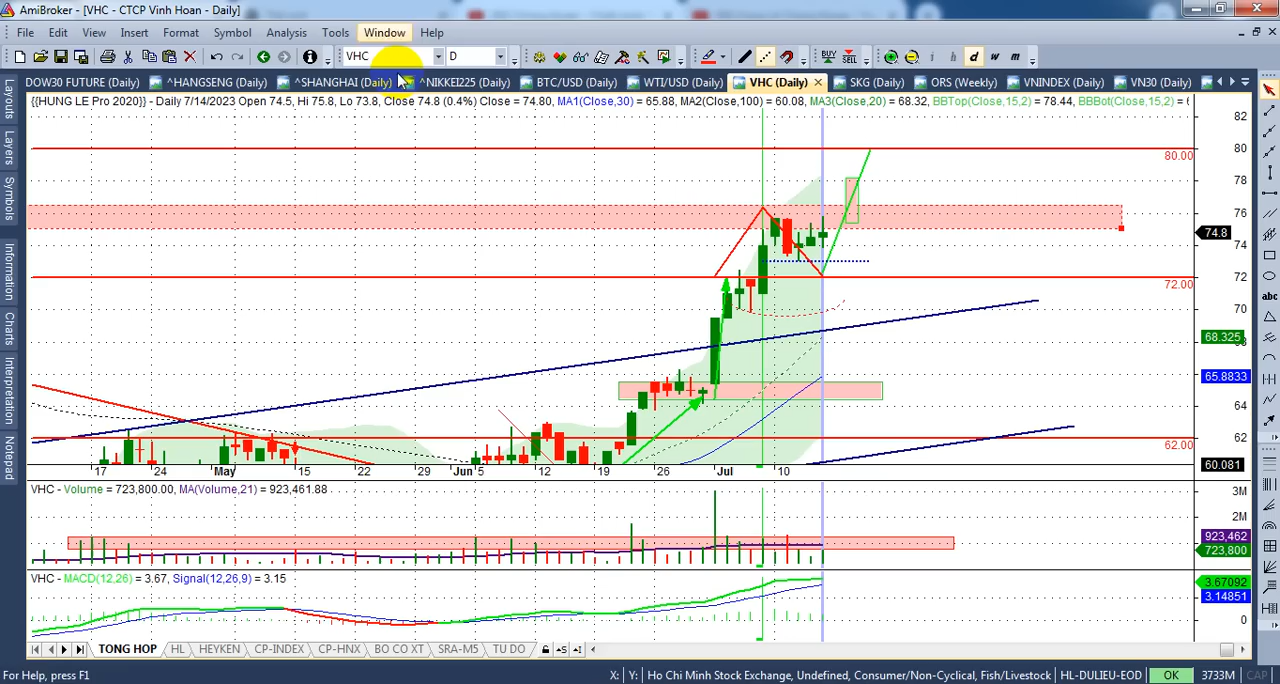 AmiBroker - [VHC - CTCP Vinh Hoan - Daily]
File Edit View Insert Format Symbol Analysis Tools Window Help
VHC D BUY SELL h d w m
DOW30 FUTURE (Daily) ^HANGSENG (Daily) ^SHANGHAI (Daily) ^NIKKEI225 (Daily) BTC/USD (Daily) WTI/USD (Daily) VHC (Daily) SKG (Daily) ORS (Weekly) VNINDEX (Daily) VN30 (Daily)
{{HUNG LE Pro 2020}} - Daily 7/14/2023 Open 74.5, Hi 75.8, Lo 73.8, Close 74.8 (0.4%) Close = 74.80, MA1(Close,30) = 65.88, MA2(Close,100) = 60.08, MA3(Close,20) = 68.32, BBTop(Close,15,2) = 78.44, BBBot(Close,15,2) = 6
Layouts
Layers
Symbols
Information
Charts
Interpretation
Notepad
abc
82
80
80.00
78
76
74.8
74
72
72.00
70
68.325
65.8833
64
62
62.00
60.081
17 24 May 15 22 29 Jun 12 19 26 Jul 10
VHC - Volume = 723,800.00, MA(Volume,21) = 923,461.88
3M
2M
923,462
723,800
VHC - MACD(12,26) = 3.67, Signal(12,26,9) = 3.15
3.67092
3.14851
0
TONG HOP HL HEYKEN CP-INDEX CP-HNX BO CO XT SRA-M5 TU DO
For Help, press F1 X: Y: Ho Chi Minh Stock Exchange, Undefined, Consumer/Non-Cyclical, Fish/Livestock HL-DULIEU-EOD OK 3733M CAP